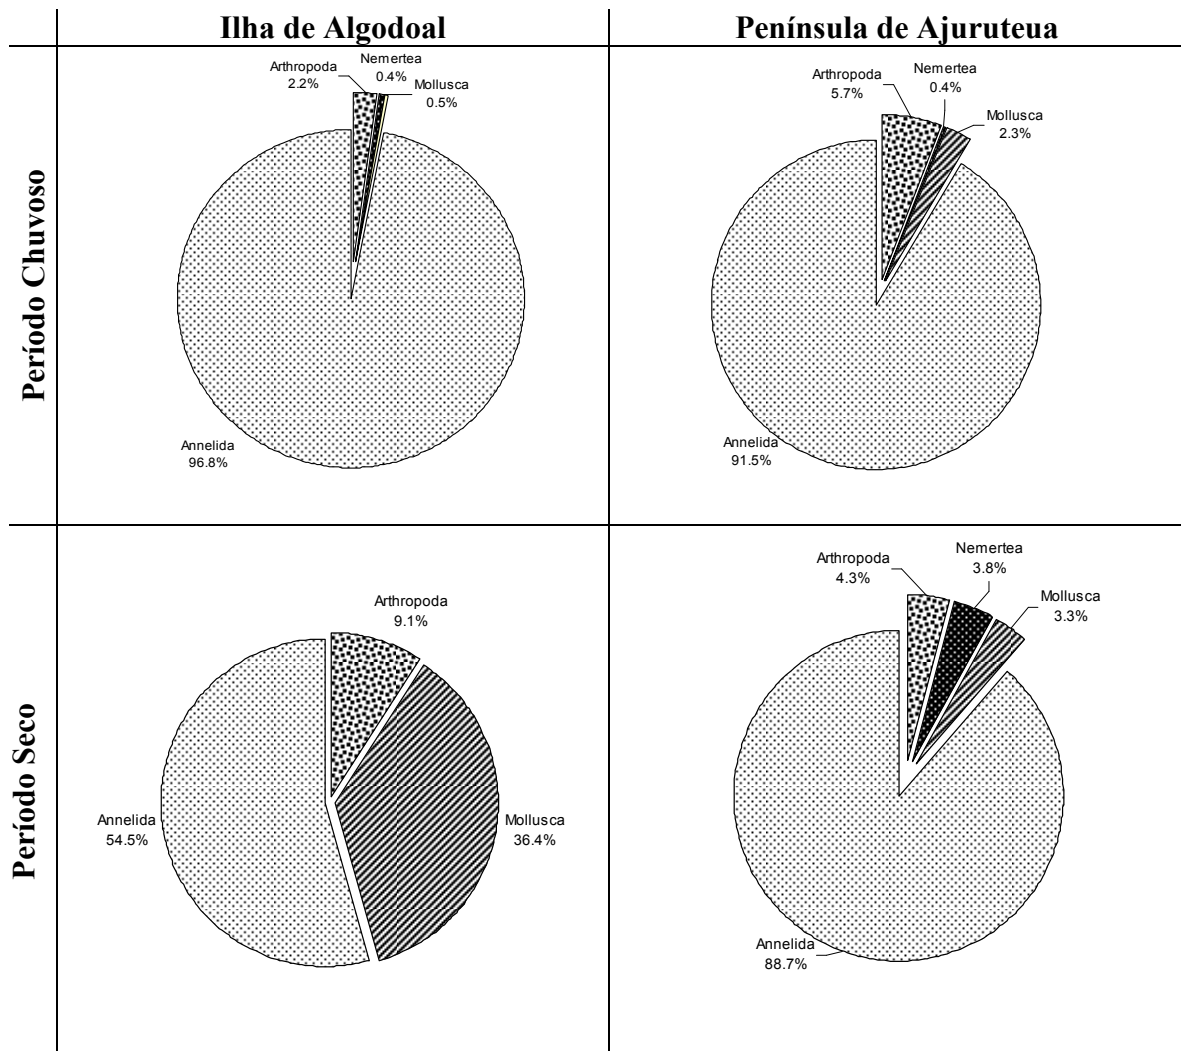 Ilha de Algodoal
Península de Ajuruteua
Período Chuvoso
Arthropoda
2.2%
Nemertea
0.4%
Mollusca
0.5%
Annelida
96.8%
Arthropoda
5.7%
Nemertea
0.4%
Mollusca
2.3%
Annelida
91.5%
Período Seco
Arthropoda
9.1%
Annelida
54.5%
Mollusca
36.4%
Arthropoda
4.3%
Nemertea
3.8%
Mollusca
3.3%
Annelida
88.7%